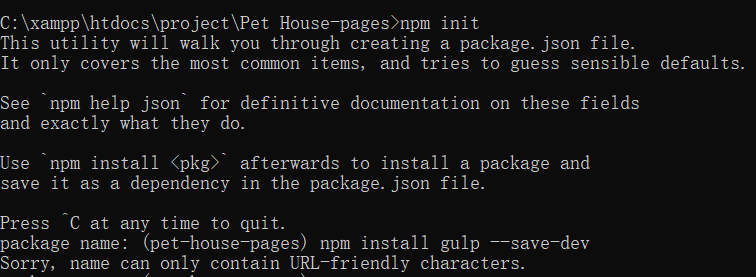 C:\xampp\htdocs\project\Pet House-pages>npm init
This utility will walk you through creating a package.json file.
It only covers the most common items, and tries to guess sensible defaults.
See `npm help json` for definitive documentation on these fields
and exactly what they do.
Use `npm install <pkg>` afterwards to install a package and
save it as a dependency in the package.json file.
Press ^C at any time to quit.
package name: (pet-house-pages) npm install gulp --save-dev
Sorry, name can only contain URL-friendly characters.